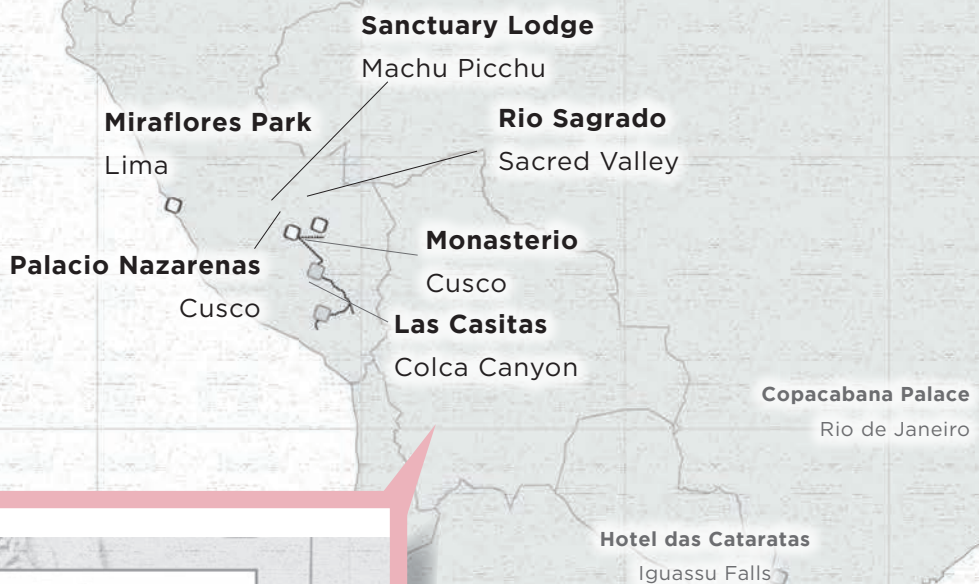 Sanctuary Lodge
Machu Picchu
Miraflores Park
Lima
Rio Sagrado
Sacred Valley
Palacio Nazarenas
Cusco
Monasterio
Cusco
Las Casitas
Colca Canyon
Copacabana Palace
Rio de Janeiro
Hotel das Cataratas
Iguassu Falls